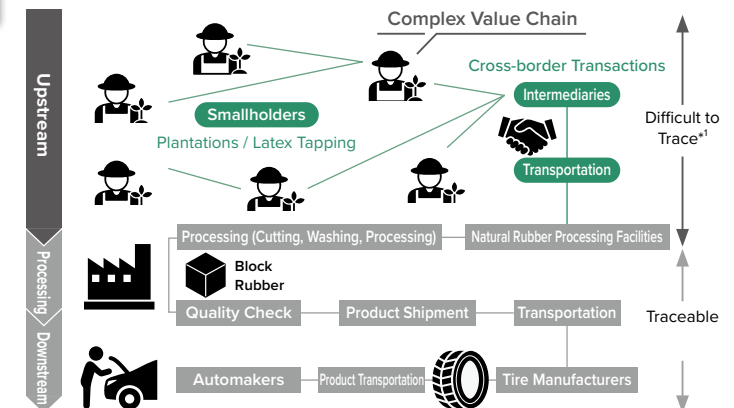 Complex Value Chain
Upstream
Cross-border Transactions
Intermediaries
Smallholders
Plantations / Latex Tapping
Difficult to
Trace*1
Transportation
Processing (Cutting, Washing, Processing)
Natural Rubber Processing Facilities
Processing
Block
Rubber
Quality Check
Product Shipment
Transportation
Traceable
Downstream
Automakers
Product Transportation
Tire Manufacturers